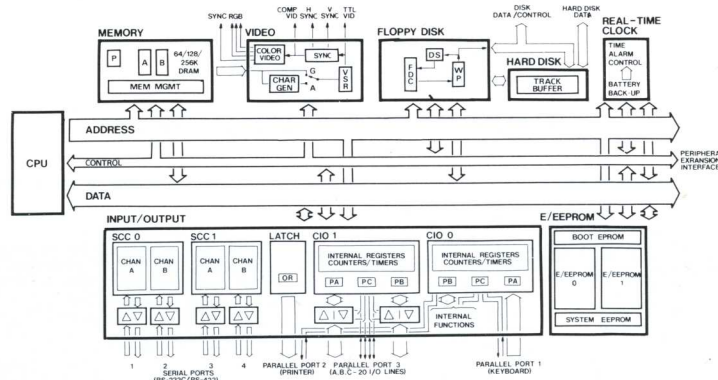 SYNC RGB
COMP VID
H SYNC
V SYNC
TTL VID
DISK DATA/CONTROL
HARD DISK DATA
MEMORY
VIDEO
FLOPPY DISK
REAL-TIME CLOCK
P
A
B
64/128/
256K
DRAM
MEM MGMT
COLOR VIDEO
SYNC
CHAR GEN
G
A
VSR
DS
FDC
WP
HARD DISK
TRACK BUFFER
TIME
ALARM
CONTROL
BATTERY
BACK-UP
CPU
ADDRESS
CONTROL
DATA
PERIPHERA
EXPANSION
INTERFACE
INPUT/OUTPUT
E/EEPROM
SCC 0
SCC 1
LATCH
CIO 1
CIO 0
CHAN A
CHAN B
CHAN A
CHAN B
OR
INTERNAL REGISTERS
COUNTERS/TIMERS
PA
PC
PB
INTERNAL REGISTERS
COUNTERS/TIMERS
PB
PC
PA
INTERNAL
FUNCTIONS
BOOT EPROM
E/EEPROM
0
E/EEPROM
1
SYSTEM EEPROM
1
2
3
4
SERIAL PORTS
(RS-232C/RS-422)
PARALLEL PORT 2
(PRINTER)
PARALLEL PORT 3
(A,B,C-20 I/O LINES)
PARALLEL PORT 1
(KEYBOARD)